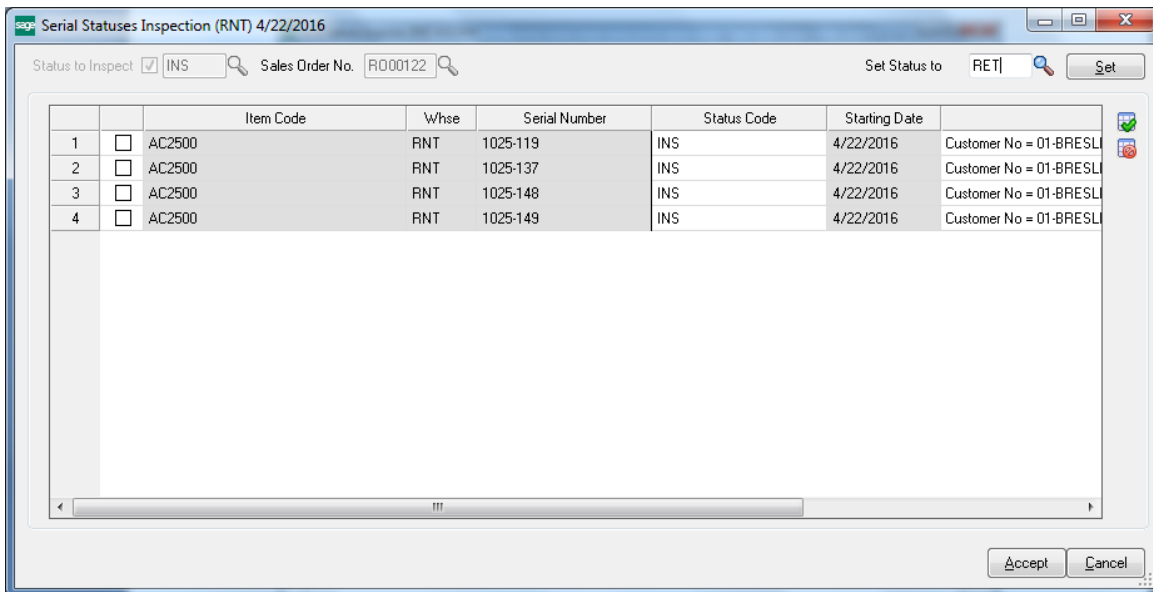 sage Serial Statuses Inspection (RNT) 4/22/2016
Status to Inspect INS Sales Order No. RO00122 Set Status to RET Set
Item Code Whse Serial Number Status Code Starting Date
1 AC2500 RNT 1025-119 INS 4/22/2016 Customer No = 01-BRESLI
2 AC2500 RNT 1025-137 INS 4/22/2016 Customer No = 01-BRESLI
3 AC2500 RNT 1025-148 INS 4/22/2016 Customer No = 01-BRESLI
4 AC2500 RNT 1025-149 INS 4/22/2016 Customer No = 01-BRESLI
Accept Cancel